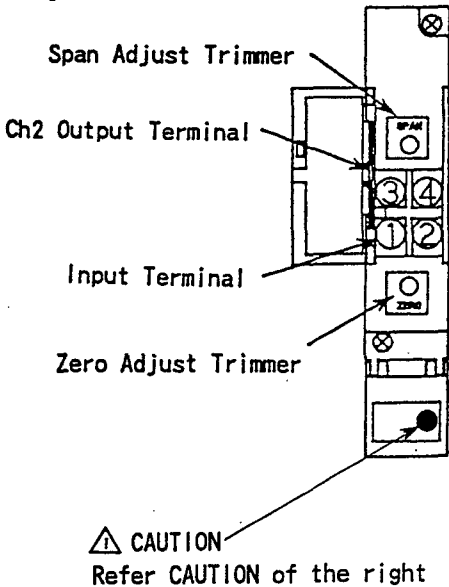 Span Adjust Trimmer
SPAN
Ch2 Output Terminal
3 4
1 2
Input Terminal
ZERO
Zero Adjust Trimmer
⚠ CAUTION
Refer CAUTION of the right